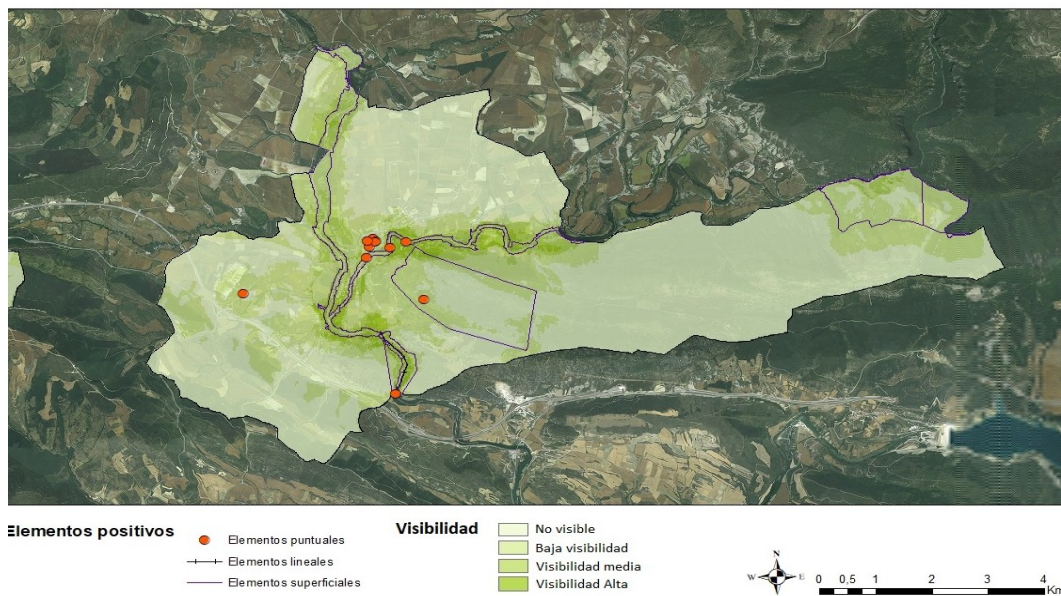 Elementos positivos
Elementos puntuales
Elementos lineales
Elementos superficiales
Visibilidad
No visible
Baja visibilidad
Visibilidad media
Visibilidad Alta
N
W E
S
0 0,5 1 2 3 4
Km